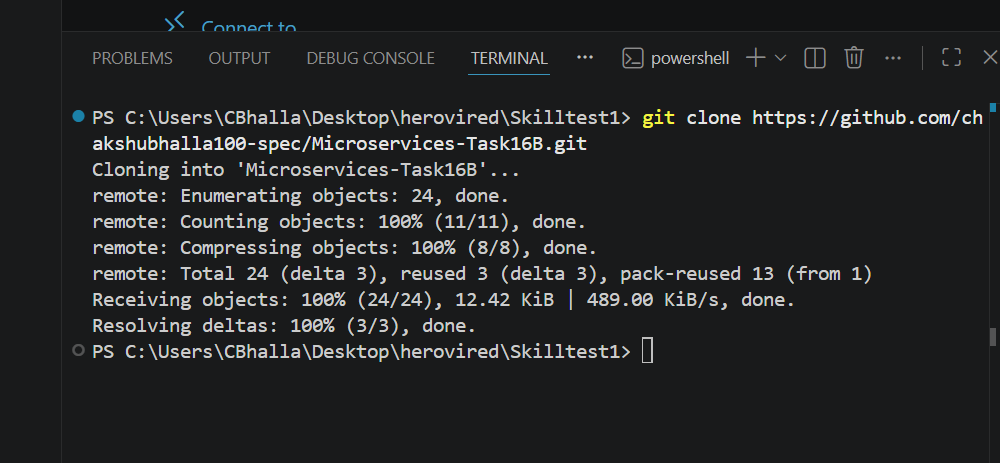 Connect to
PROBLEMS OUTPUT DEBUG CONSOLE TERMINAL ··· powershell ···
PS C:\Users\CBhalla\Desktop\herovired\Skilltest1> git clone https://github.com/ch
akshubhalla100-spec/Microservices-Task16B.git
Cloning into 'Microservices-Task16B'...
remote: Enumerating objects: 24, done.
remote: Counting objects: 100% (11/11), done.
remote: Compressing objects: 100% (8/8), done.
remote: Total 24 (delta 3), reused 3 (delta 3), pack-reused 13 (from 1)
Receiving objects: 100% (24/24), 12.42 KiB | 489.00 KiB/s, done.
Resolving deltas: 100% (3/3), done.
PS C:\Users\CBhalla\Desktop\herovired\Skilltest1>